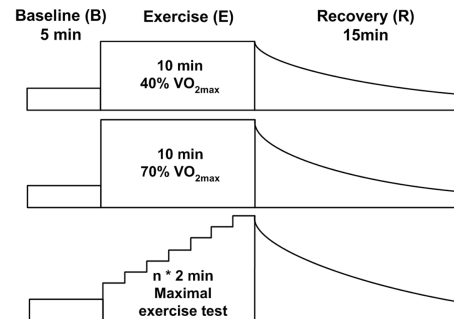 Baseline (B) Exercise (E) Recovery (R)
5 min 15min
10 min
40% VO2max
10 min
70% VO2max
n * 2 min
Maximal
exercise test